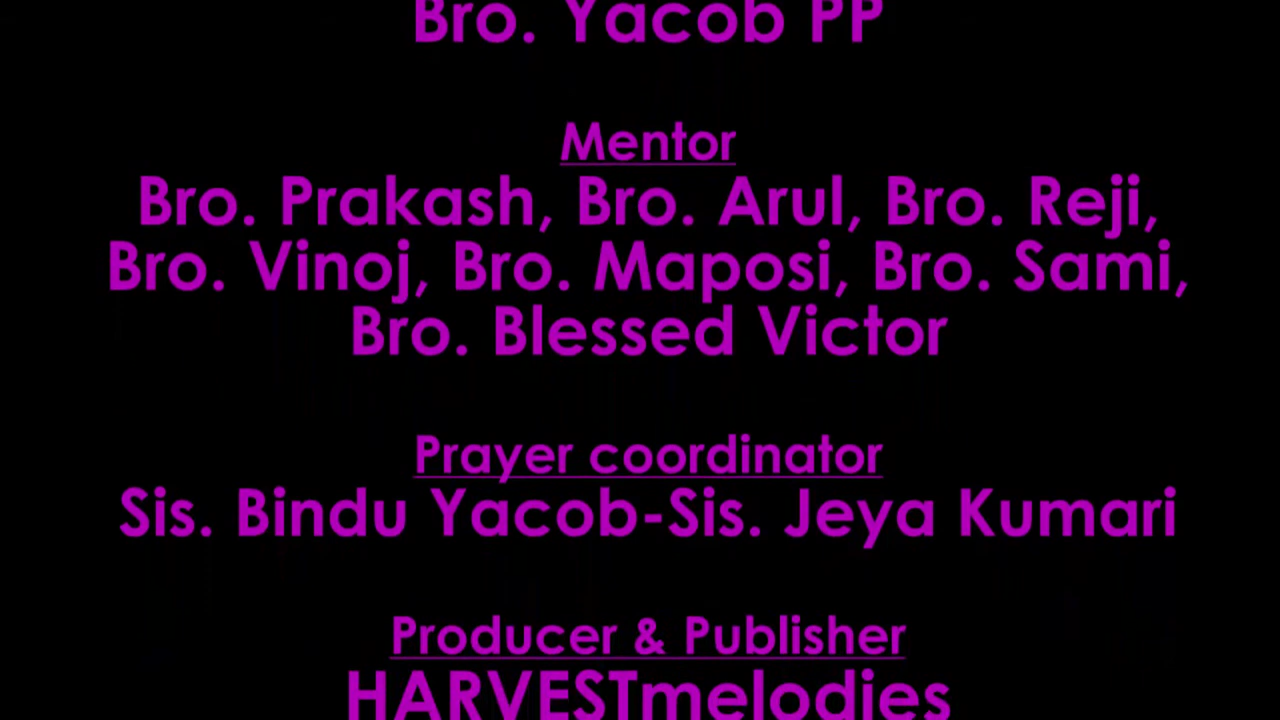 Bro. Yacob PP
Mentor
Bro. Prakash, Bro. Arul, Bro. Reji,
Bro. Vinoj, Bro. Maposi, Bro. Sami,
Bro. Blessed Victor
Prayer coordinator
Sis. Bindu Yacob-Sis. Jeya Kumari
Producer & Publisher
HARVESTmelodies